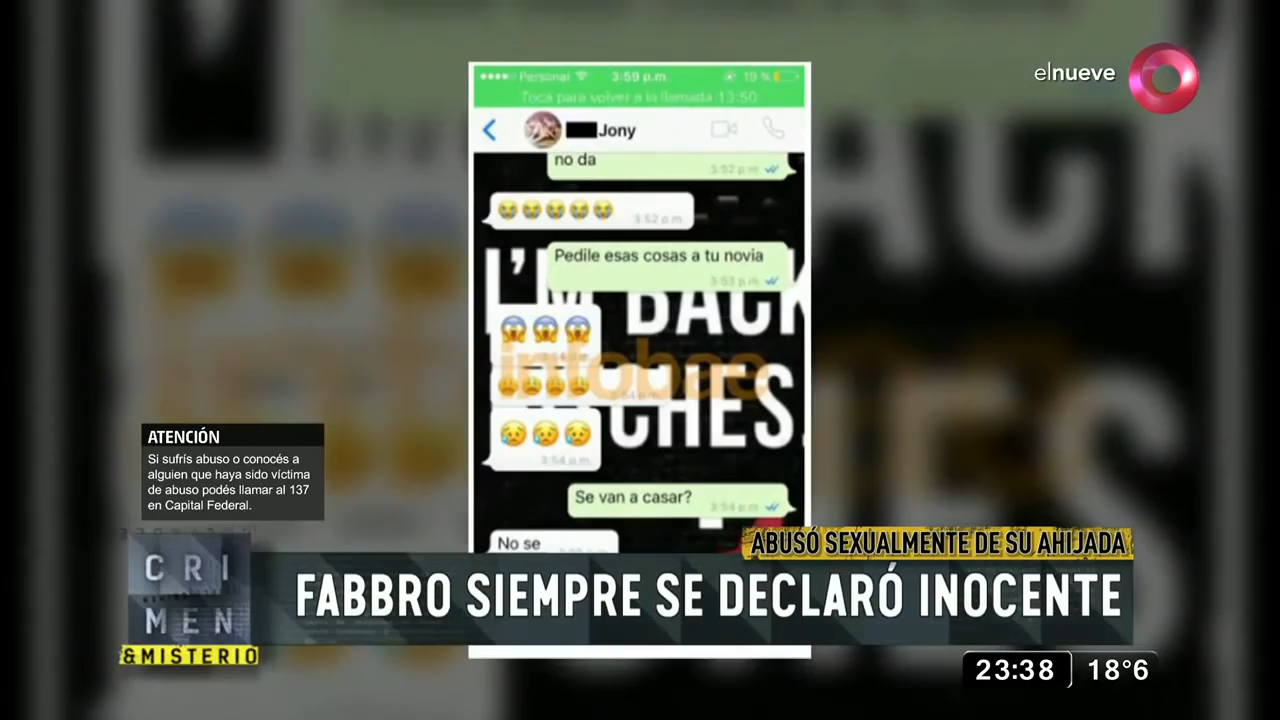 elnueve
Personal 3:59 p.m. 19 %
Toca para volver a la llamada 13:50
Jony
no da
3:52 p.m.
3:52 p.m.
Pedile esas cosas a tu novia
3:53 p.m.
I'M BACK
infobae
CHES.
3:54 p.m.
Se van a casar?
3:54 p.m.
No se
ATENCIÓN
Si sufrís abuso o conocés a
alguien que haya sido víctima
de abuso podés llamar al 137
en Capital Federal.
ABUSÓ SEXUALMENTE DE SU AHIJADA
CRI
MEN
&MISTERIO
FABBRO SIEMPRE SE DECLARÓ INOCENTE
23:38 18°6